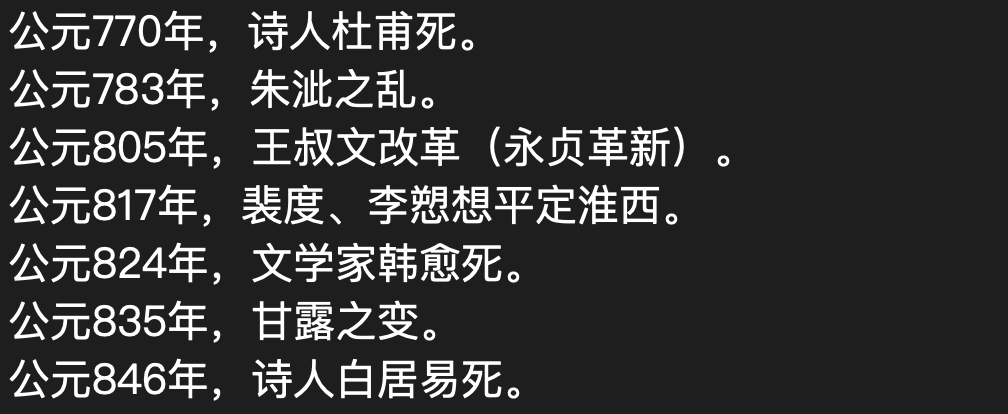 公元770年，诗人杜甫死。
公元783年，朱泚之乱。
公元805年，王叔文改革（永贞革新）。
公元817年，裴度、李愬想平定淮西。
公元824年，文学家韩愈死。
公元835年，甘露之变。
公元846年，诗人白居易死。